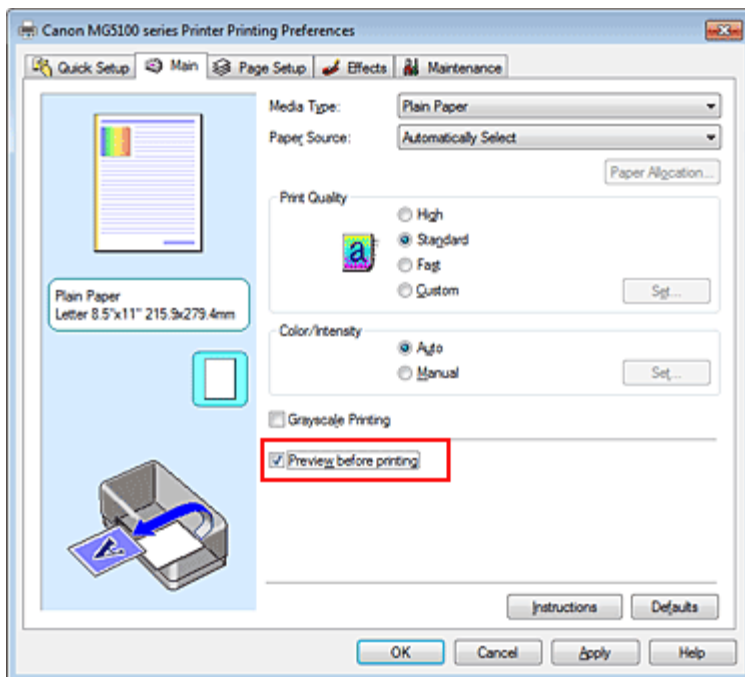 Canon MG5100 series Printer Printing Preferences
Quick Setup Main Page Setup Effects Maintenance
Media Type: Plain Paper
Paper Source: Automatically Select
Paper Allocation...
Print Quality
High
a Standard
Fast
Custom Set...
Plain Paper
Letter 8.5"x11" 215.9x279.4mm
Color/Intensity
Auto
Manual Set...
Grayscale Printing
Preview before printing
A
Instructions Defaults
OK Cancel Apply Help